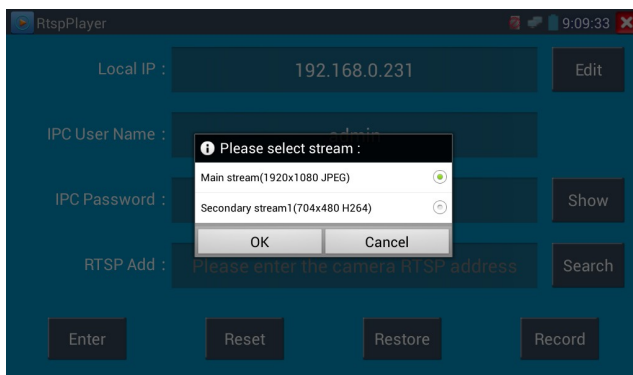 RtspPlayer 9:09:33
Local IP : 192.168.0.231 Edit
IPC User Name : admin
Please select stream :
Main stream(1920x1080 JPEG)
Secondary stream1(704x480 H264)
OK Cancel
IPC Password : Show
RTSP Add : Please enter the camera RTSP address Search
Enter Reset Restore Record